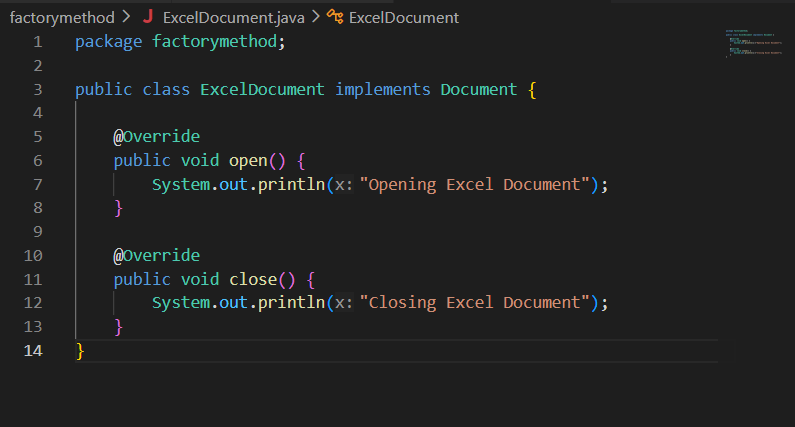 factorymethod > J ExcelDocument.java > ExcelDocument
1 package factorymethod;
2
3 public class ExcelDocument implements Document {
4
5     @Override
6     public void open() {
7         System.out.println(x: "Opening Excel Document");
8     }
9
10     @Override
11     public void close() {
12         System.out.println(x: "Closing Excel Document");
13     }
14 }